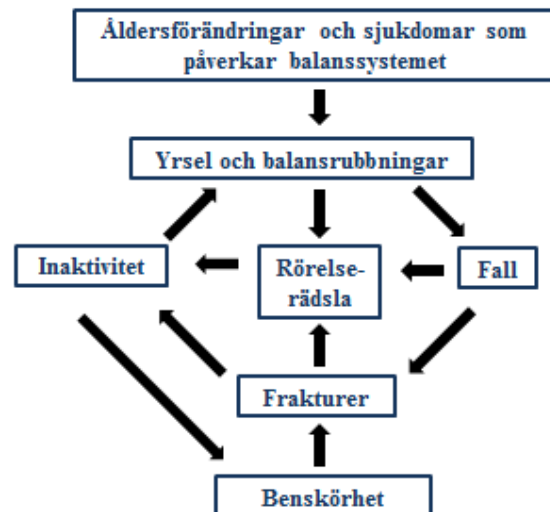 Åldersförändringar och sjukdomar som
påverkar balanssystemet
Yrsel och balansrubbningar
Inaktivitet
Rörelse-
rädsla
Fall
Frakturer
Benskörhet